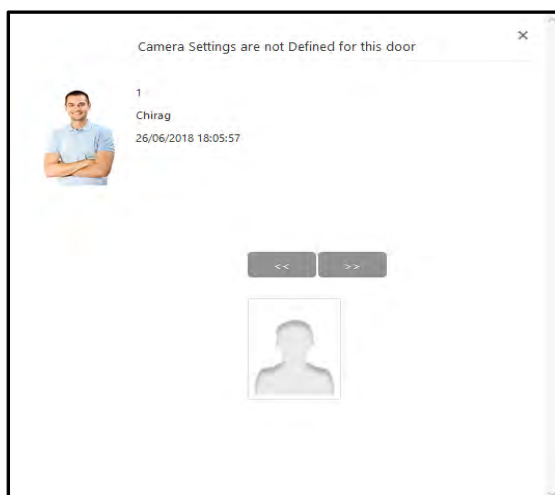 Camera Settings are not Defined for this door
×
1
Chirag
26/06/2018 18:05:57
<< >>